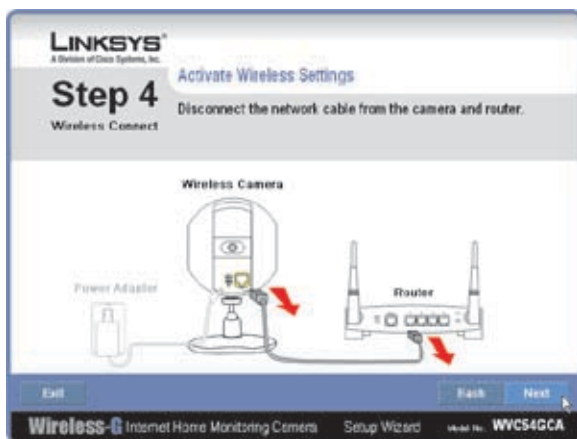 LINKSYS®
A Division of Cisco Systems, Inc.
Step 4
Wireless Connect
Activate Wireless Settings
Disconnect the network cable from the camera and router.
Wireless Camera
Power Adapter
Router
Exit
Back
Next
Wireless-G Internet Home Monitoring Camera
Setup Wizard
Model No. WVC54GCA